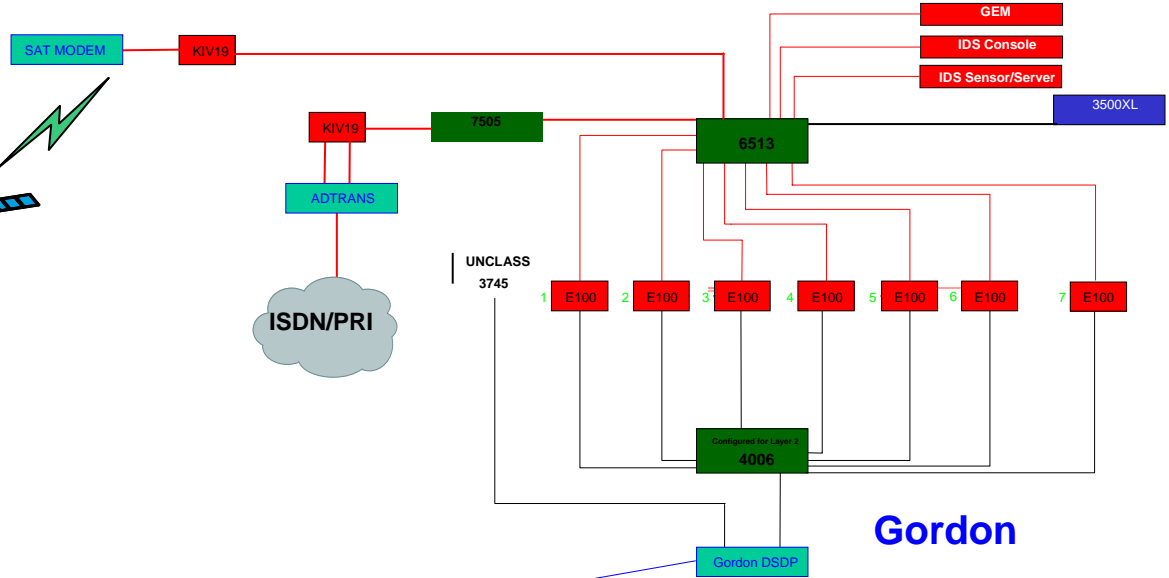 GEM
SAT MODEM
KIV19
IDS Console
IDS Sensor/Server
3500XL
KIV19
7505
6513
ADTRANS
UNCLASS
3745
ISDN/PRI
1 E100
2 E100
3 E100
4 E100
5 E100
6 E100
7 E100
Configured for Layer 2
4006
Gordon
Gordon DSDP